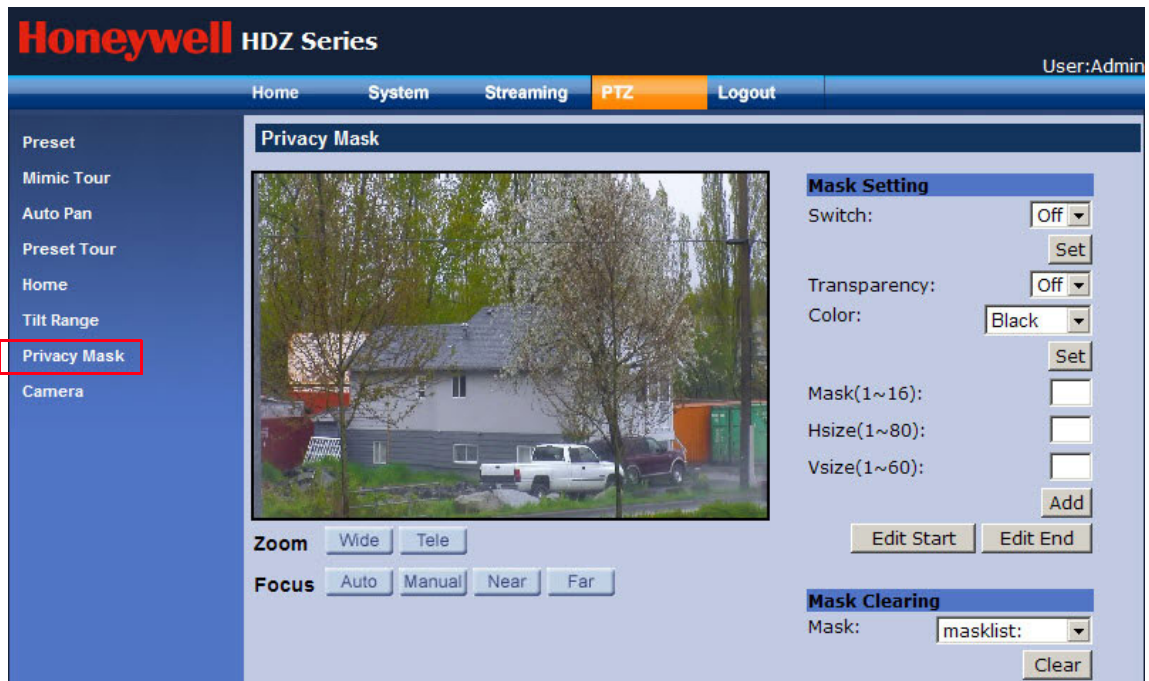 Honeywell HDZ Series
User:Admin
Home System Streaming PTZ Logout
Preset
Mimic Tour
Auto Pan
Preset Tour
Home
Tilt Range
Privacy Mask
Camera
Privacy Mask
Zoom Wide Tele
Focus Auto Manual Near Far
Mask Setting
Switch: Off
Set
Transparency: Off
Color: Black
Set
Mask(1~16):
Hsize(1~80):
Vsize(1~60):
Add
Edit Start Edit End
Mask Clearing
Mask: masklist:
Clear